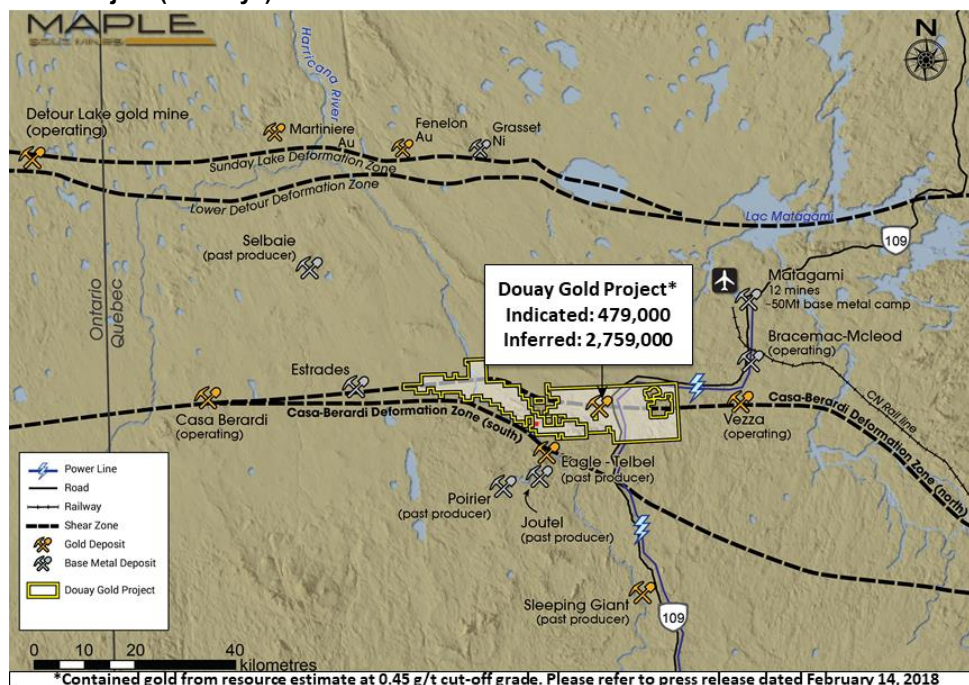 MAPLE
GOLD MINES
N
Harricana River
Detour Lake gold mine
(operating)
Martiniere
Au
Fenelon
Au
Grasset
Ni
Sunday Lake Deformation Zone
Lower Detour Deformation Zone
Lac Matagami
109
Selbaie
(past producer)
Ontario
Quebec
Douay Gold Project*
Indicated: 479,000
Inferred: 2,759,000
Matagami
12 mines
~50Mt base metal camp
Bracemac-Mcleod
(operating)
CN Rail line
Estrades
Casa Berardi
(operating)
Casa-Berardi Deformation Zone (south)
Vezza
(operating)
Casa-Berardi Deformation Zone (north)
Eagle - Telbel
(past producer)
Poirier
(past producer)
Joutel
(past producer)
Sleeping Giant
(past producer)
109
Power Line
Road
Railway
Shear Zone
Gold Deposit
Base Metal Deposit
Douay Gold Project
0 10 20 40
kilometres
*Contained gold from resource estimate at 0.45 g/t cut-off grade. Please refer to press release dated February 14, 2018